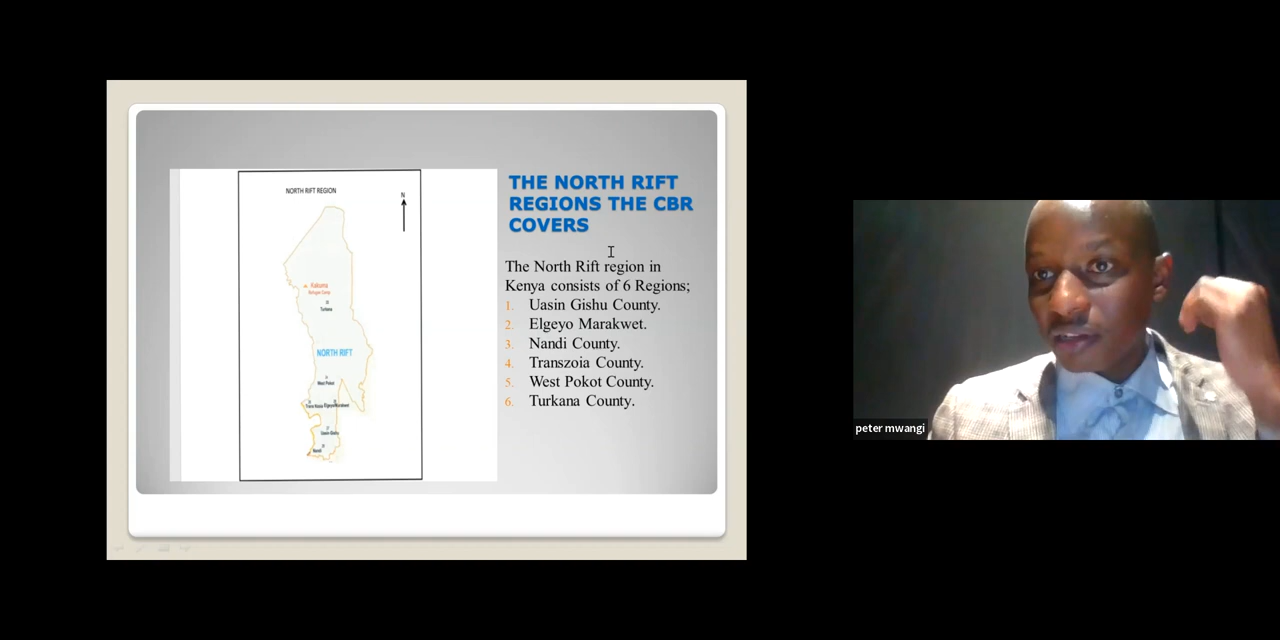 NORTH RIFT REGION
N
Kakuma
Refugee Camp
Turkana
NORTH RIFT
West Pokot
Trans Nzoia Elgeyo Marakwet
Uasin Gishu
Nandi
THE NORTH RIFT
REGIONS THE CBR
COVERS
The North Rift region in
Kenya consists of 6 Regions;
1. Uasin Gishu County.
2. Elgeyo Marakwet.
3. Nandi County.
4. Transzoia County.
5. West Pokot County.
6. Turkana County.
peter mwangi